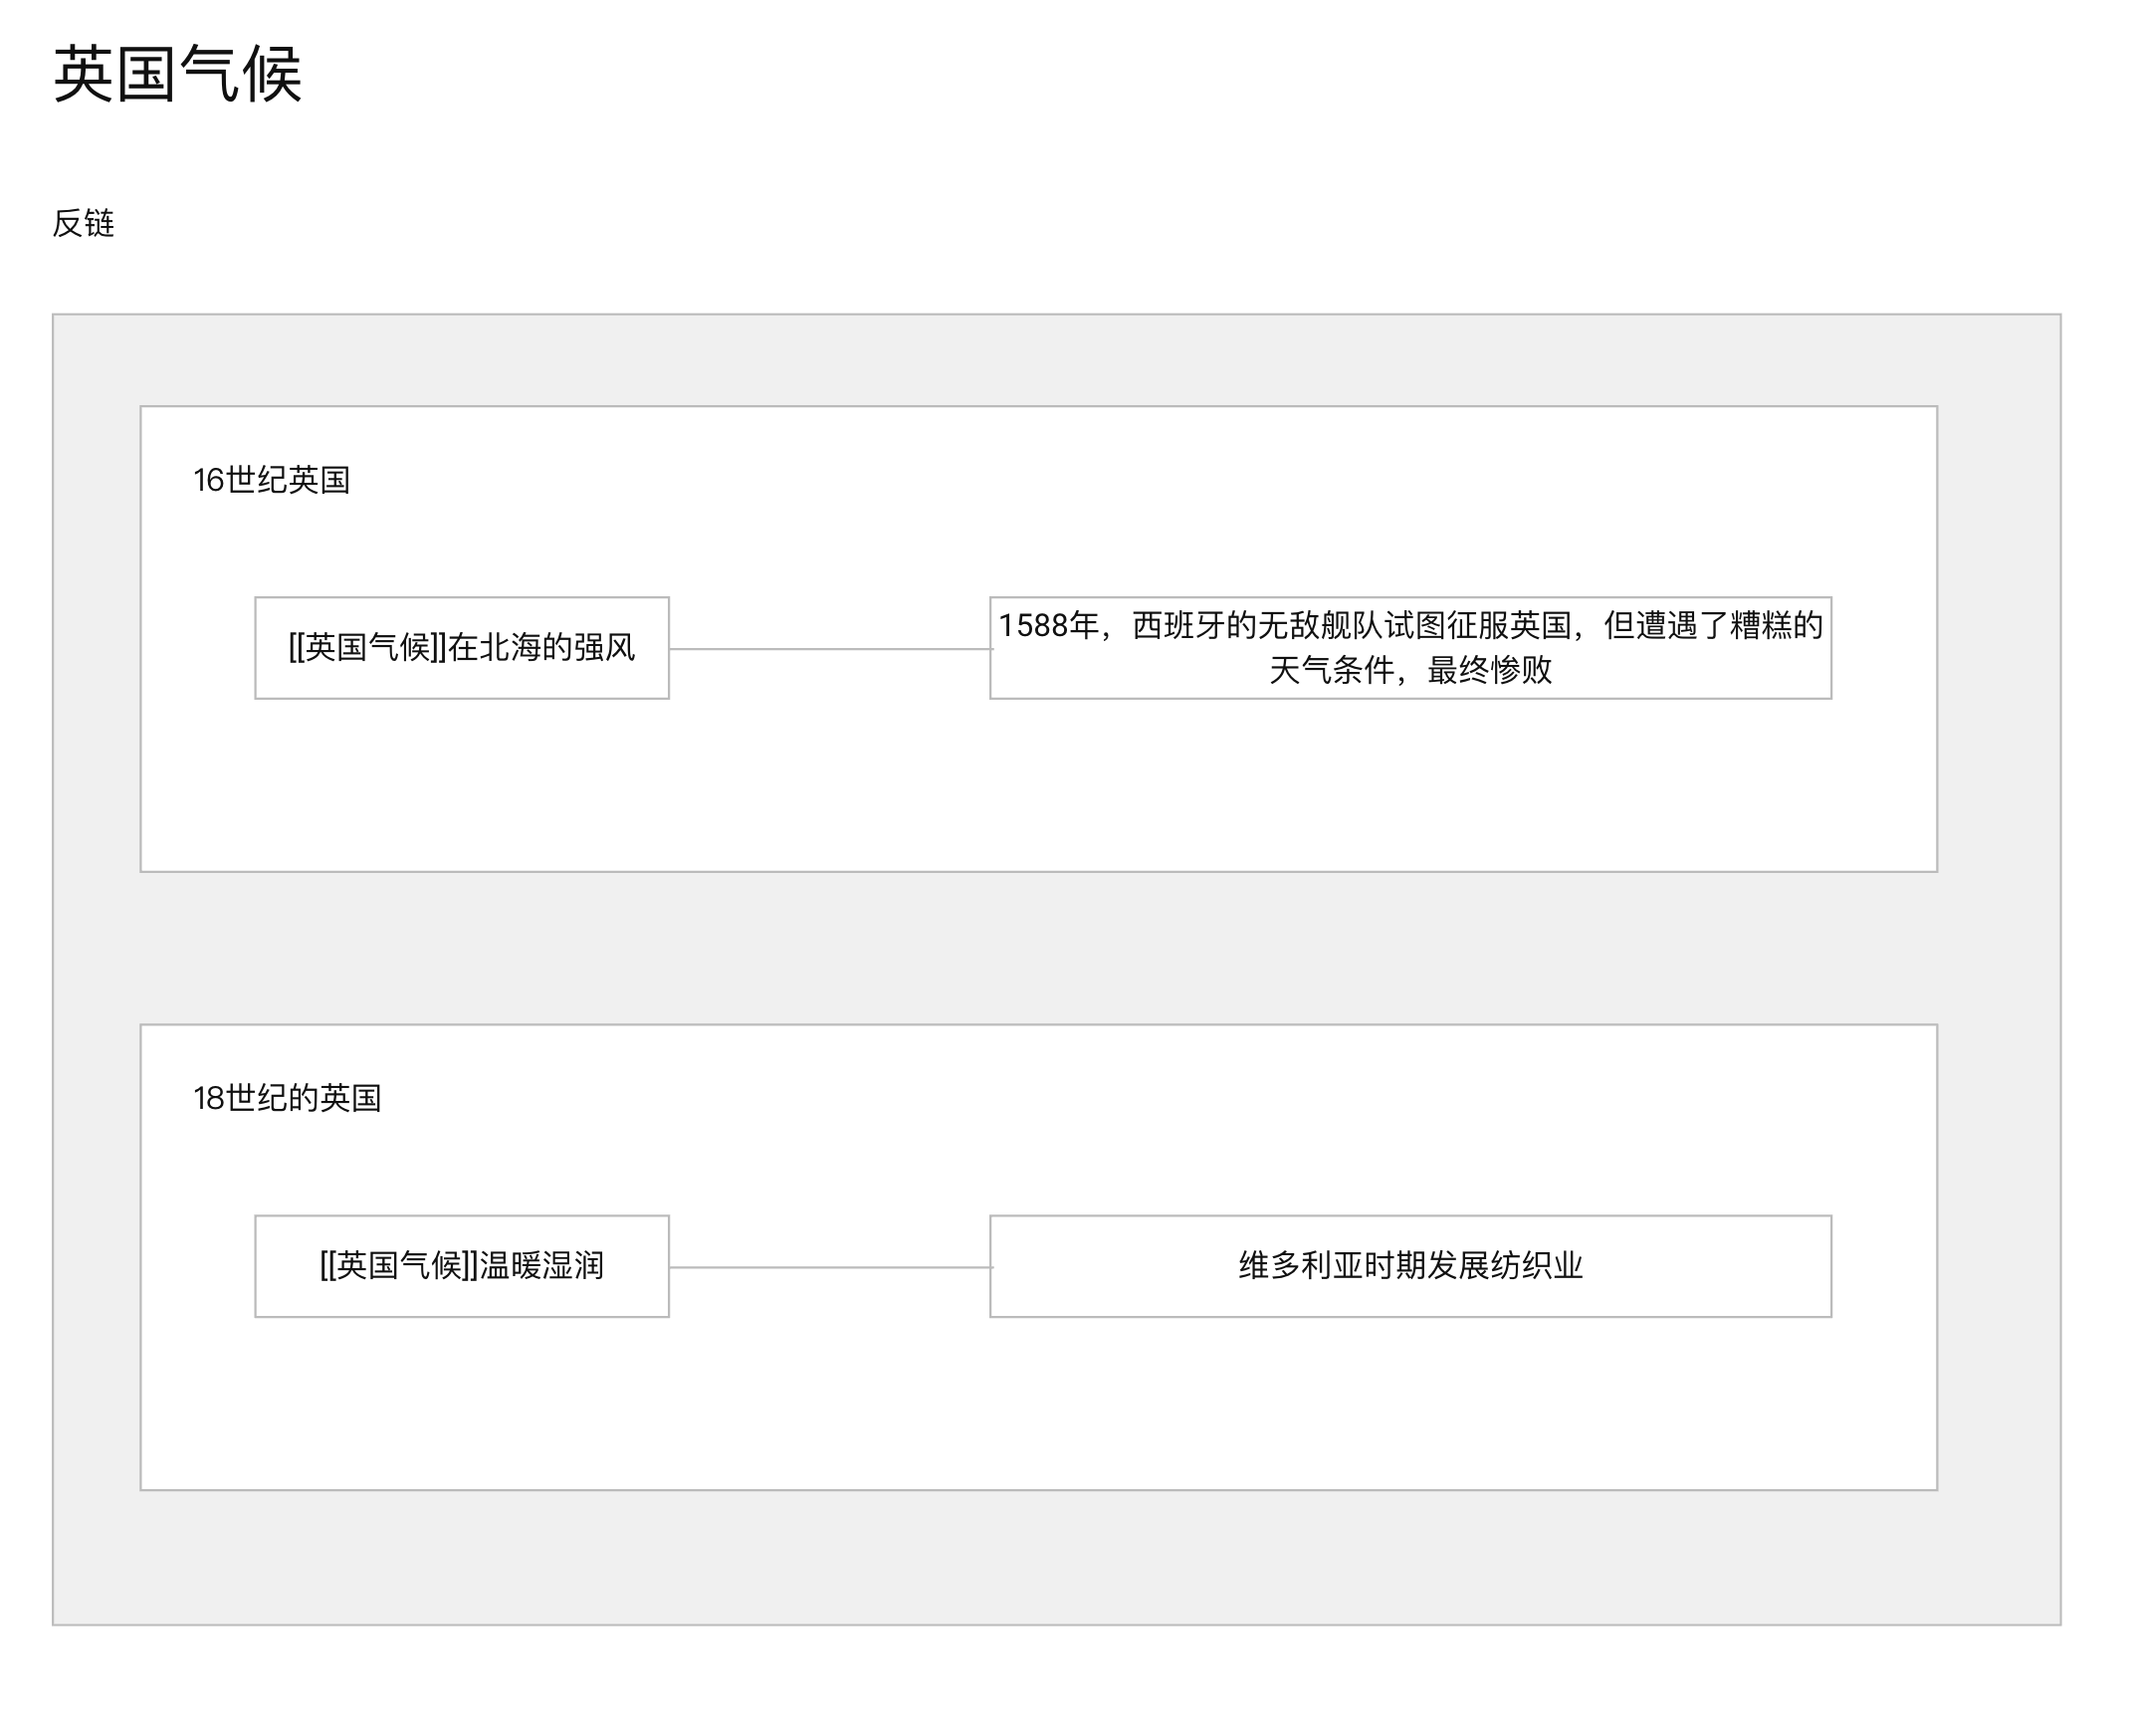 英国气候
反链
16世纪英国
[[英国气候]]在北海的强风
1588年，西班牙的无敌舰队试图征服英国，但遭遇了糟糕的
天气条件，最终惨败
18世纪的英国
[[英国气候]]温暖湿润
维多利亚时期发展纺织业